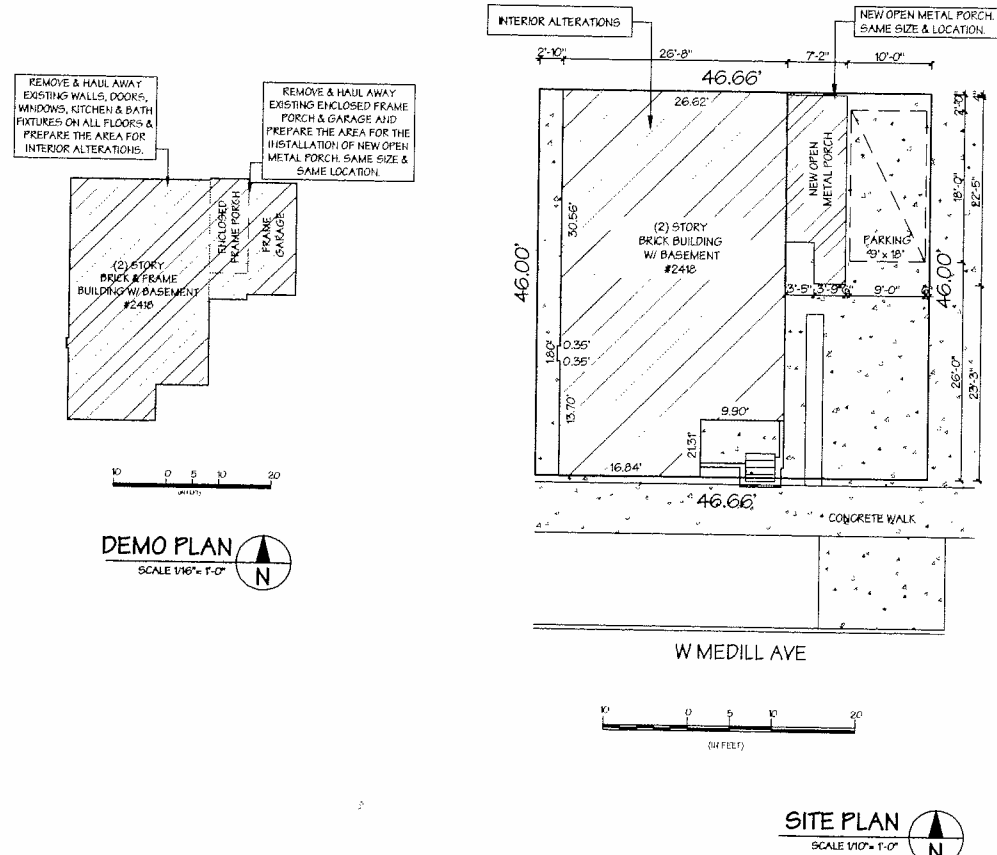 REMOVE & HAUL AWAY
EXISTING WALLS, DOORS,
WINDOWS, KITCHEN & BATH
FIXTURES ON ALL FLOORS &
PREPARE THE AREA FOR
INTERIOR ALTERATIONS.
REMOVE & HAUL AWAY
EXISTING ENCLOSED FRAME
PORCH & GARAGE AND
PREPARE THE AREA FOR THE
INSTALLATION OF NEW OPEN
METAL PORCH. SAME SIZE &
SAME LOCATION.
ENCLOSED
FRAME PORCH
FRAME
GARAGE
(2) STORY
BRICK & FRAME
BUILDING W/ BASEMENT
#2418
10 0 5 10 20
DEMO PLAN
SCALE 1/16"= 1'-0"
N
INTERIOR ALTERATIONS
NEW OPEN METAL PORCH.
SAME SIZE & LOCATION.
2'-10" 26'-8" 7'-2" 10'-0"
46.66'
26.62'
46.00'
30.56'
1.80'
0.35'
0.35'
13.70'
(2) STORY
BRICK BUILDING
W/ BASEMENT
#2418
NEW OPEN
METAL PORCH
PARKING
9' x 18'
3'-5" 3'-9" 6" 9'-0"
18'-0"
22'-5"
46.00'
26'-0"
23'-3"
9.90'
21.31'
16.84'
46.66'
CONCRETE WALK
W MEDILL AVE
10 0 5 10 20
(IN FEET)
SITE PLAN
SCALE 1/10"= 1'-0"
N